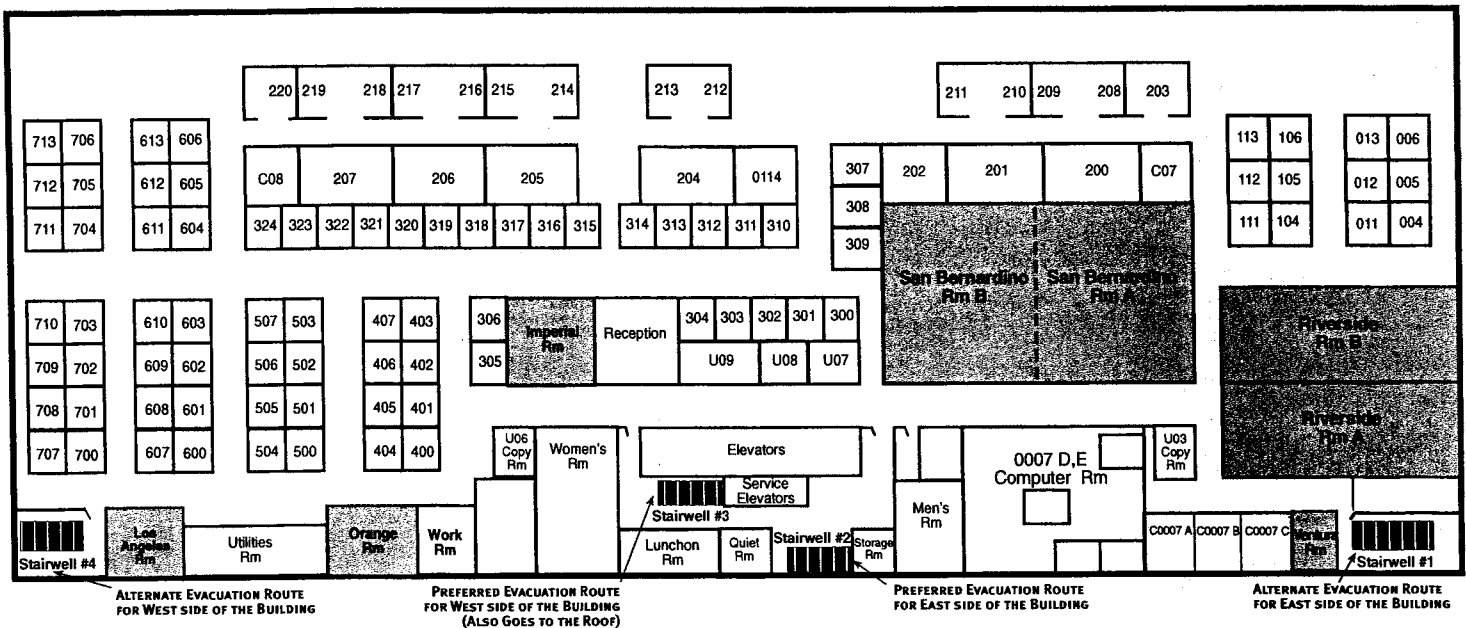 220 219 218 217 216 215 214
213 212
211 210 209 208 203
713 706
712 705
711 704
613 606
612 605
611 604
C08 207 206 205
324 323 322 321 320 319 318 317 316 315
204 0114
314 313 312 311 310
307
308
309
202 201 200 C07
San Bernardino
Rm B
San Bernardino
Rm A
113 106
112 105
111 104
013 006
012 005
011 004
710 703
709 702
708 701
707 700
610 603
609 602
608 601
607 600
507 503
506 502
505 501
504 500
407 403
406 402
405 401
404 400
306
305
Imperial
Rm
Reception
304 303 302 301 300
U09 U08 U07
Riverside
Rm B
Riverside
Rm A
U06
Copy
Rm
Women's
Rm
Elevators
Service
Elevators
Stairwell #3
Men's
Rm
0007 D,E
Computer Rm
U03
Copy
Rm
Stairwell #4
Los
Angeles
Rm
Utilities
Rm
Orange
Rm
Work
Rm
Lunchon
Rm
Quiet
Rm
Stairwell #2
Storage
Rm
C0007 A C0007 B C0007 C
Ventura
Rm
Stairwell #1
ALTERNATE EVACUATION ROUTE
FOR WEST SIDE OF THE BUILDING
PREFERRED EVACUATION ROUTE
FOR WEST SIDE OF THE BUILDING
(ALSO GOES TO THE ROOF)
PREFERRED EVACUATION ROUTE
FOR EAST SIDE OF THE BUILDING
ALTERNATE EVACUATION ROUTE
FOR EAST SIDE OF THE BUILDING